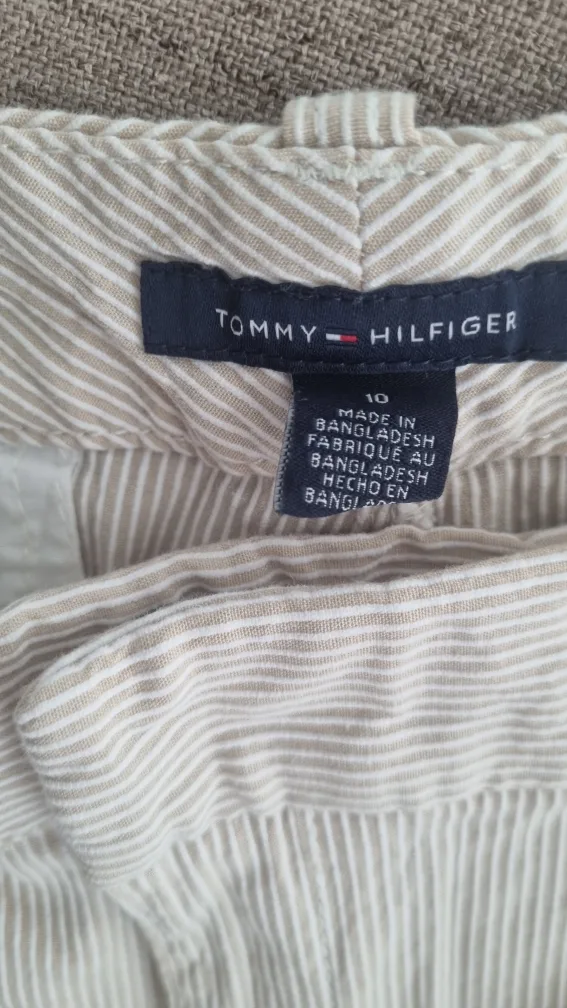 TOMMY HILFIGER
10
MADE IN
BANGLADESH
FABRIQUÉ AU
BANGLADESH
HECHO EN